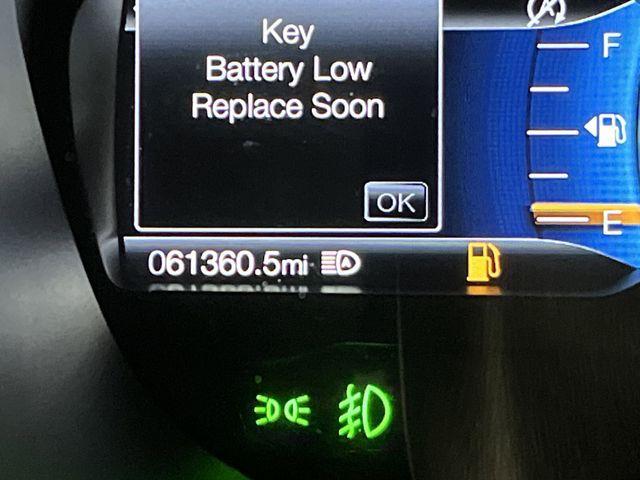 Key
Battery Low
Replace Soon
OK
F
E
061360.5mi